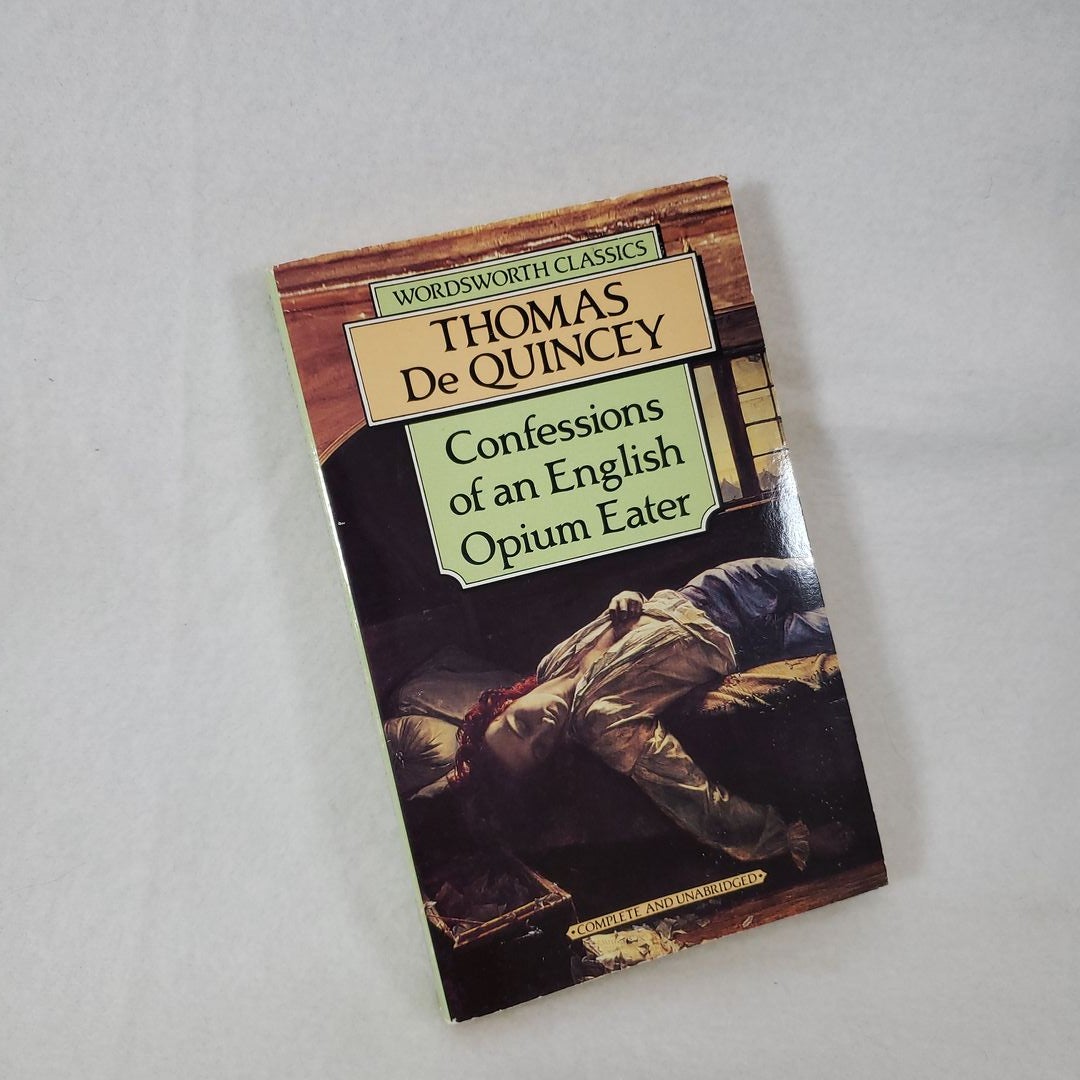 WORDSWORTH CLASSICS
THOMAS
De QUINCEY
Confessions
of an English
Opium Eater
•COMPLETE AND UNABRIDGED•